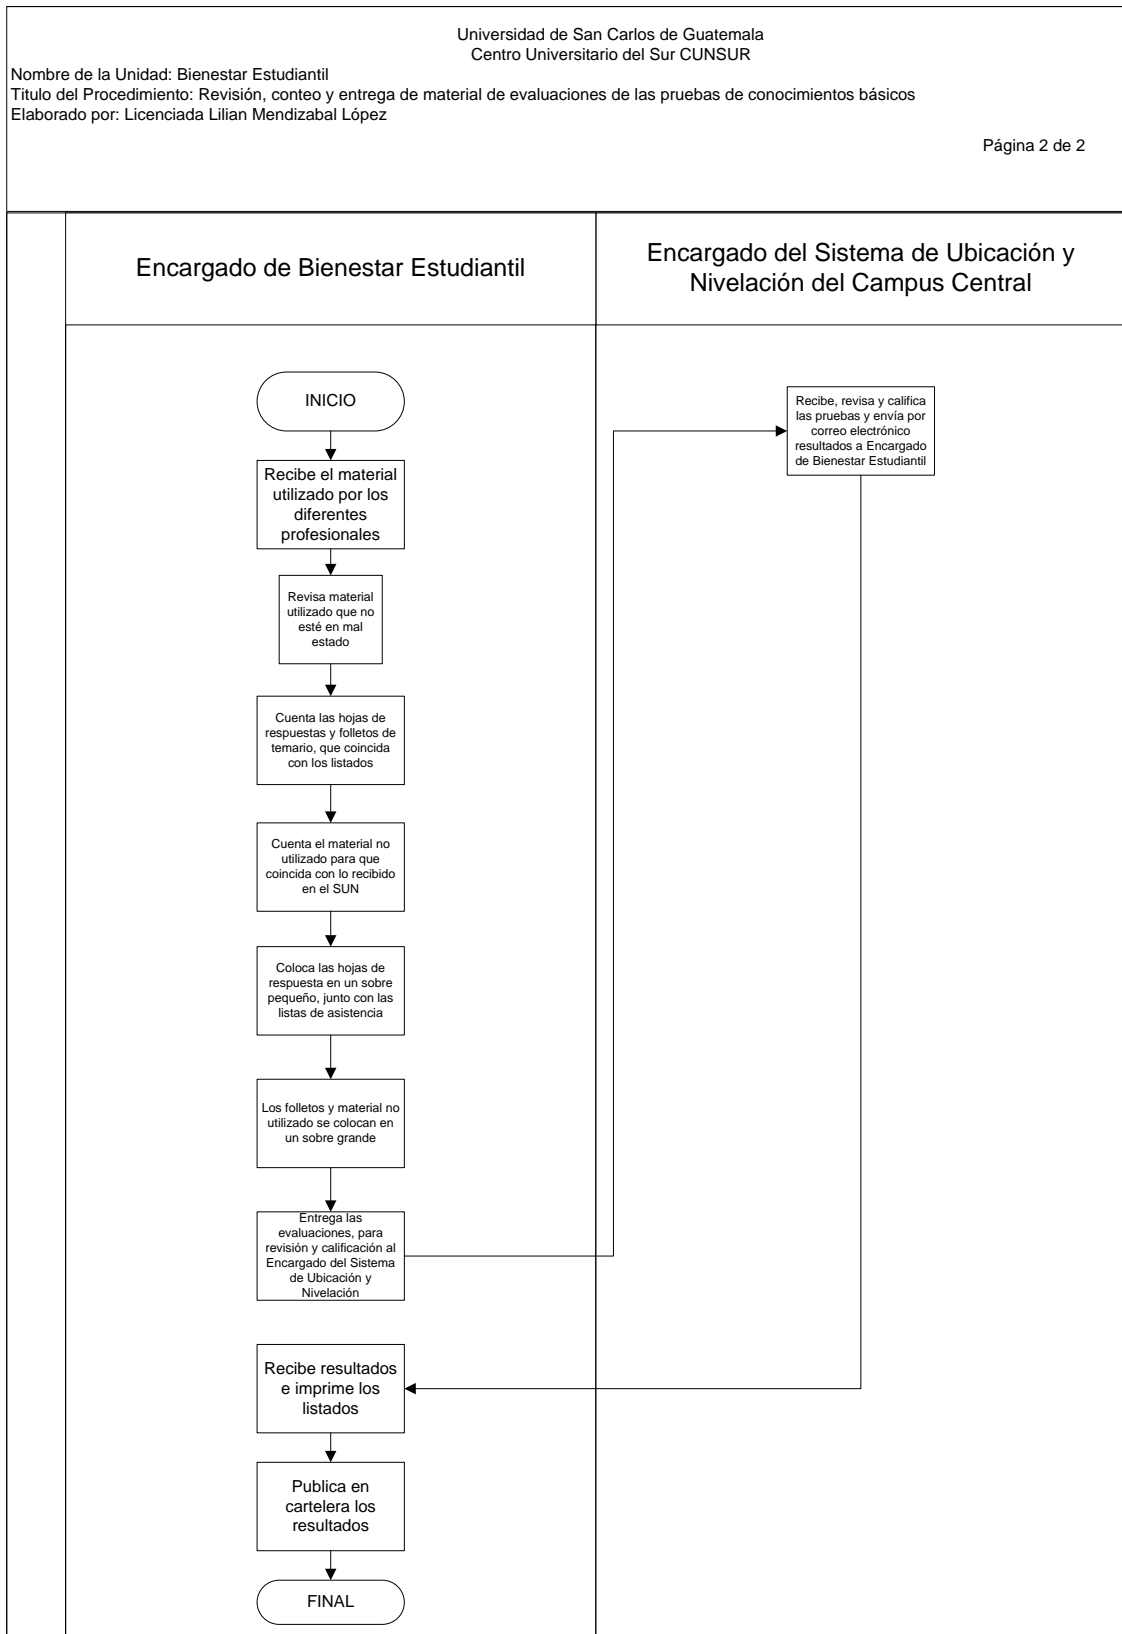 Universidad de San Carlos de Guatemala
Centro Universitario del Sur CUNSUR
Nombre de la Unidad: Bienestar Estudiantil
Titulo del Procedimiento: Revisión, conteo y entrega de material de evaluaciones de las pruebas de conocimientos básicos
Elaborado por: Licenciada Lilian Mendizabal López
Página 2 de 2
Encargado de Bienestar Estudiantil
Encargado del Sistema de Ubicación y
Nivelación del Campus Central
INICIO
Recibe el material
utilizado por los
diferentes
profesionales
Revisa material
utilizado que no
esté en mal
estado
Cuenta las hojas de
respuestas y folletos de
temario, que coincida
con los listados
Cuenta el material no
utilizado para que
coincida con lo recibido
en el SUN
Coloca las hojas de
respuesta en un sobre
pequeño, junto con las
listas de asistencia
Los folletos y material no
utilizado se colocan en
un sobre grande
Entrega las
evaluaciones, para
revisión y calificación al
Encargado del Sistema
de Ubicación y
Nivelación
Recibe, revisa y califica
las pruebas y envía por
correo electrónico
resultados a Encargado
de Bienestar Estudiantil
Recibe resultados
e imprime los
listados
Publica en
cartelera los
resultados
FINAL